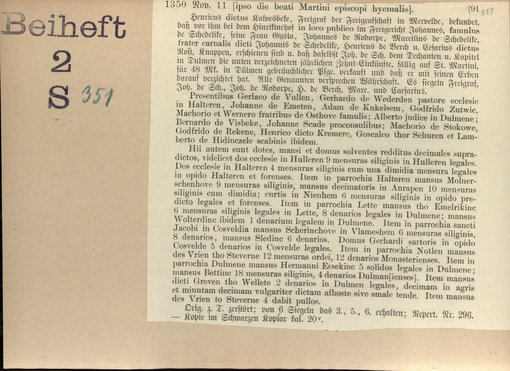 Beiheft
2
S 351
1350 Nov. 11 [ipso die beati Martini episcopi hyemalis]. [91
351
Henricus dictus Kalvesbeke, Freigraf der Freigrafschaft in Mervelde, bekundet,
daß vor ihm bei dem Hinrikinchof in loco publico im Freigericht Johannes, famulus
de Schedelike, seine Frau Ghysla, Johannes de Rodorpe, Marcilius de Schedelike,
frater carnalis dicti Johannis de Schedelike, Henricus de Berch u. Cesarius dictus
Rost, Knappen, erschienen sind u. daß daselbst Joh. de Sch. dem Dechanten u. Kapitel
in Dulmen die unten verzeichneten jährlichen Zehnt-Einkünfte, fällig auf St. Martini,
für 48 Mk. in Dulmen gebräuchlicher Pfge. verkauft und daß er mit seinen Erben
darauf verzichtet hat. Alle Genannten versprechen Währschaft. Es siegeln Freigraf,
Joh. de Sch., Joh. de Rodorpe, H. de Berch, Marc. und Caesarius.
Presentibus Gerlaco de Vullen, Gerhardo de Wederden pastore ecclesie
in Halteren, Johanne de Emeten, Adam de Kukelsem, Godfrido Zutwic,
Machorio et Wernero fratribus de Osthove famulis; Alberto judice in Dulmene;
Bernardo de Visbeke, Johanne Scade proconsulibus; Machorio de Stokowe,
Godfrido de Rekene, Henrico dicto Kremere, Goscalco thor Schuren et Lam-
berto de Hidinczele scabinis ibidem.
Hii autem sunt dotes, mansi et domus solventes redditus decimales supra-
dictos, videlicet dos ecclesie in Hulleren 9 mensuras siliginis in Hulleren legales.
Dos ecclesie in Halteren 4 mensuras siliginis cum una dimidia mensura legales
in opido Halteren et forenses. Item in parrochia Halteren mansus Molner-
schenhove 9 mensuras siliginis, mansus decimatoris in Anrapen 10 mensuras
siliginis cum dimidia; curtis in Nienhem 6 mensuras siliginis in opido pre-
dicto legales et forenses. Item in parrochia Lette mansus tho Emelrikinc
6 mensuras siliginis legales in Lette, 8 denarios legales in Dulmene; mansus
Wolterdinc ibidem 1 denarium legalem in Dulmene. Item in parrochia sancti
Jacobi in Cosveldia mansus Scherinchove in Vlameshem 6 mensuras siliginis,
8 denarios, mansus Sledinc 6 denarios. Domus Gerhardi sartoris in opido
Cosvelde 5 denarios in Cosvelde legales. Item in parrochia Notlen mansus
des Vrien tho Steverne 12 mensuras ordei, 12 denarios Monasterienses. Item in
parrochia Dulmene mansus Hermanni Ezsekinc 5 solidos legales in Dulmene;
mansus Bettinc 18 mensuras siliginis, 4 denarios Dulman[ienses]. Item mansus
dicti Greven tho Wellete 2 denarios in Dulmen legales, decimam in agris
et minutam decimam vulgariter dictam afhoste sive smale tende. Item mansus
des Vrien to Steverne 4 dabit pullos.
Orig. z. T. zerstört; von 6 Siegeln das 3., 5., 6. erhalten; Repert. Nr. 296.
— Kopie im Schwarzen Kopiar fol. 20v.